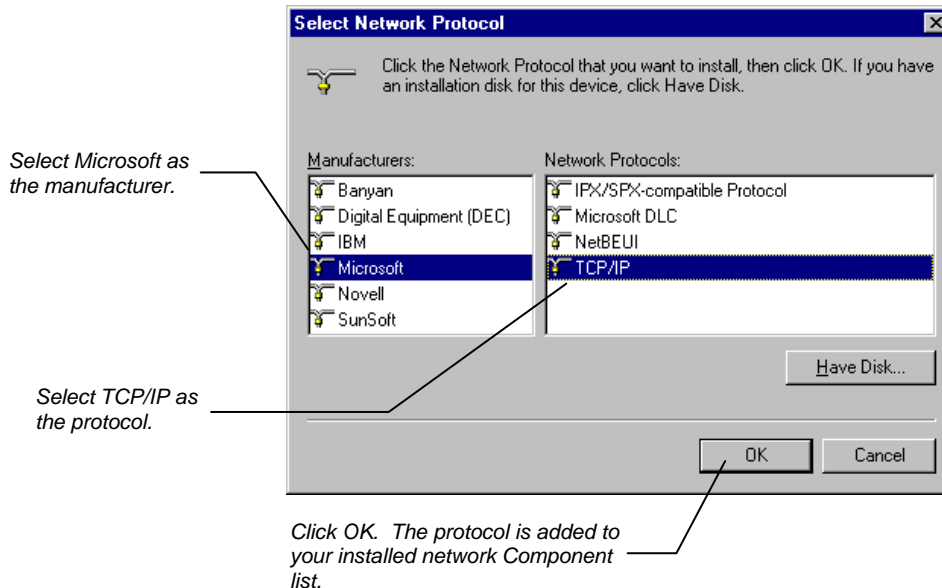 Select Network Protocol
Click the Network Protocol that you want to install, then click OK. If you have
an installation disk for this device, click Have Disk.
Select Microsoft as
the manufacturer.
Manufacturers:
Banyan
Digital Equipment (DEC)
IBM
Microsoft
Novell
SunSoft
Network Protocols:
IPX/SPX-compatible Protocol
Microsoft DLC
NetBEUI
TCP/IP
Have Disk...
Select TCP/IP as
the protocol.
OK
Cancel
Click OK.  The protocol is added to
your installed network Component
list.